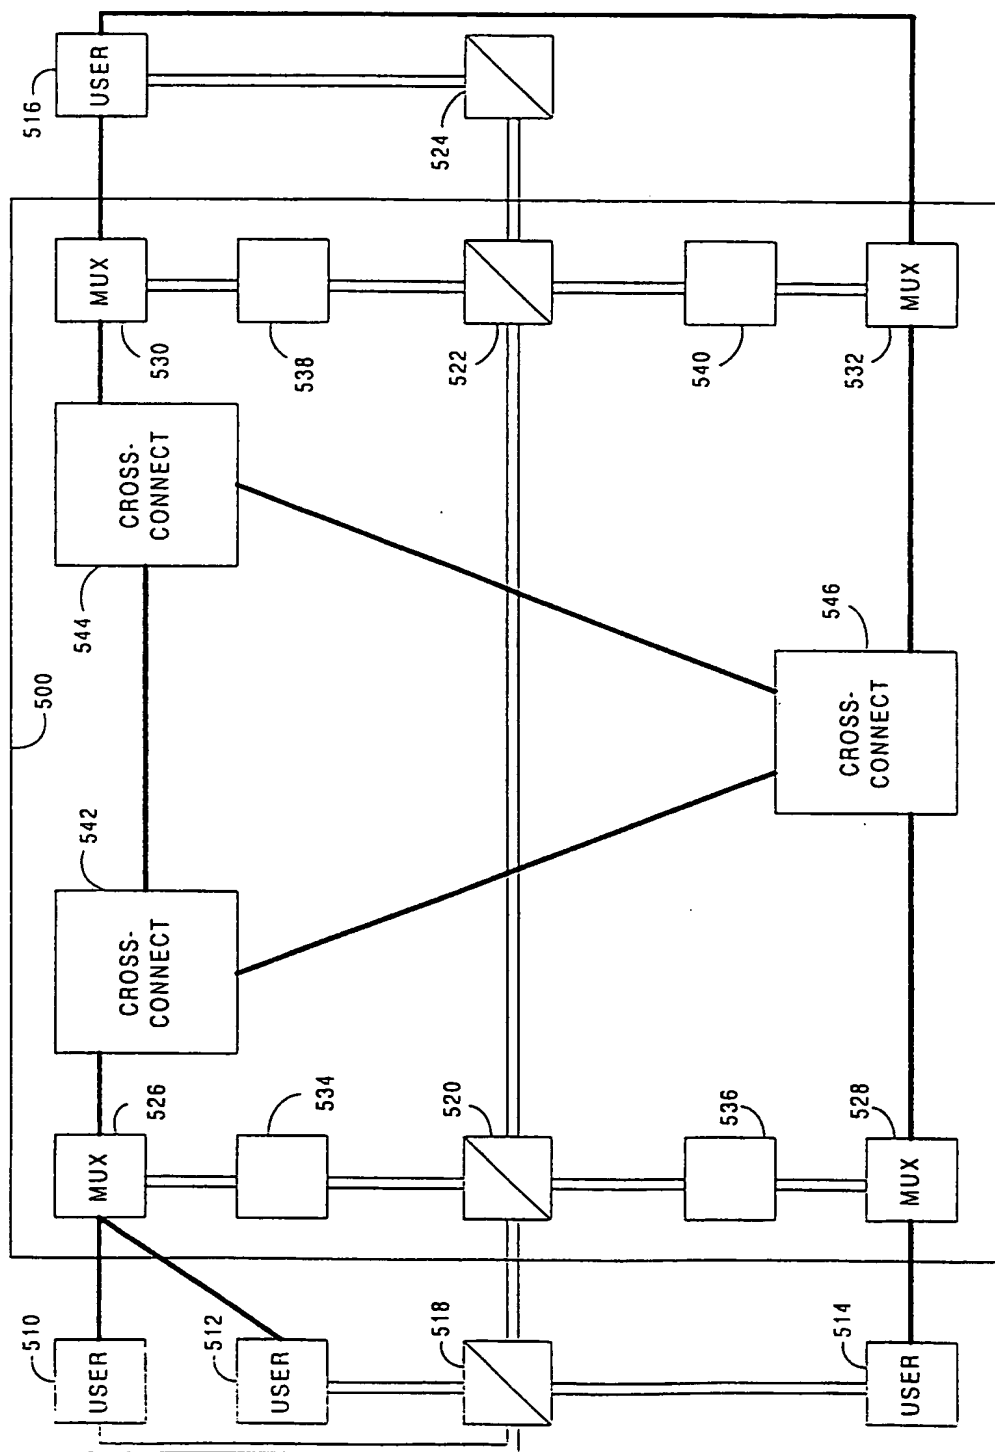 510
USER
512
USER
518
514
USER
MUX
526
534
520
536
MUX
528
CROSS-
CONNECT
542
500
CROSS-
CONNECT
544
CROSS-
CONNECT
546
MUX
530
538
522
540
MUX
532
USER
516
524